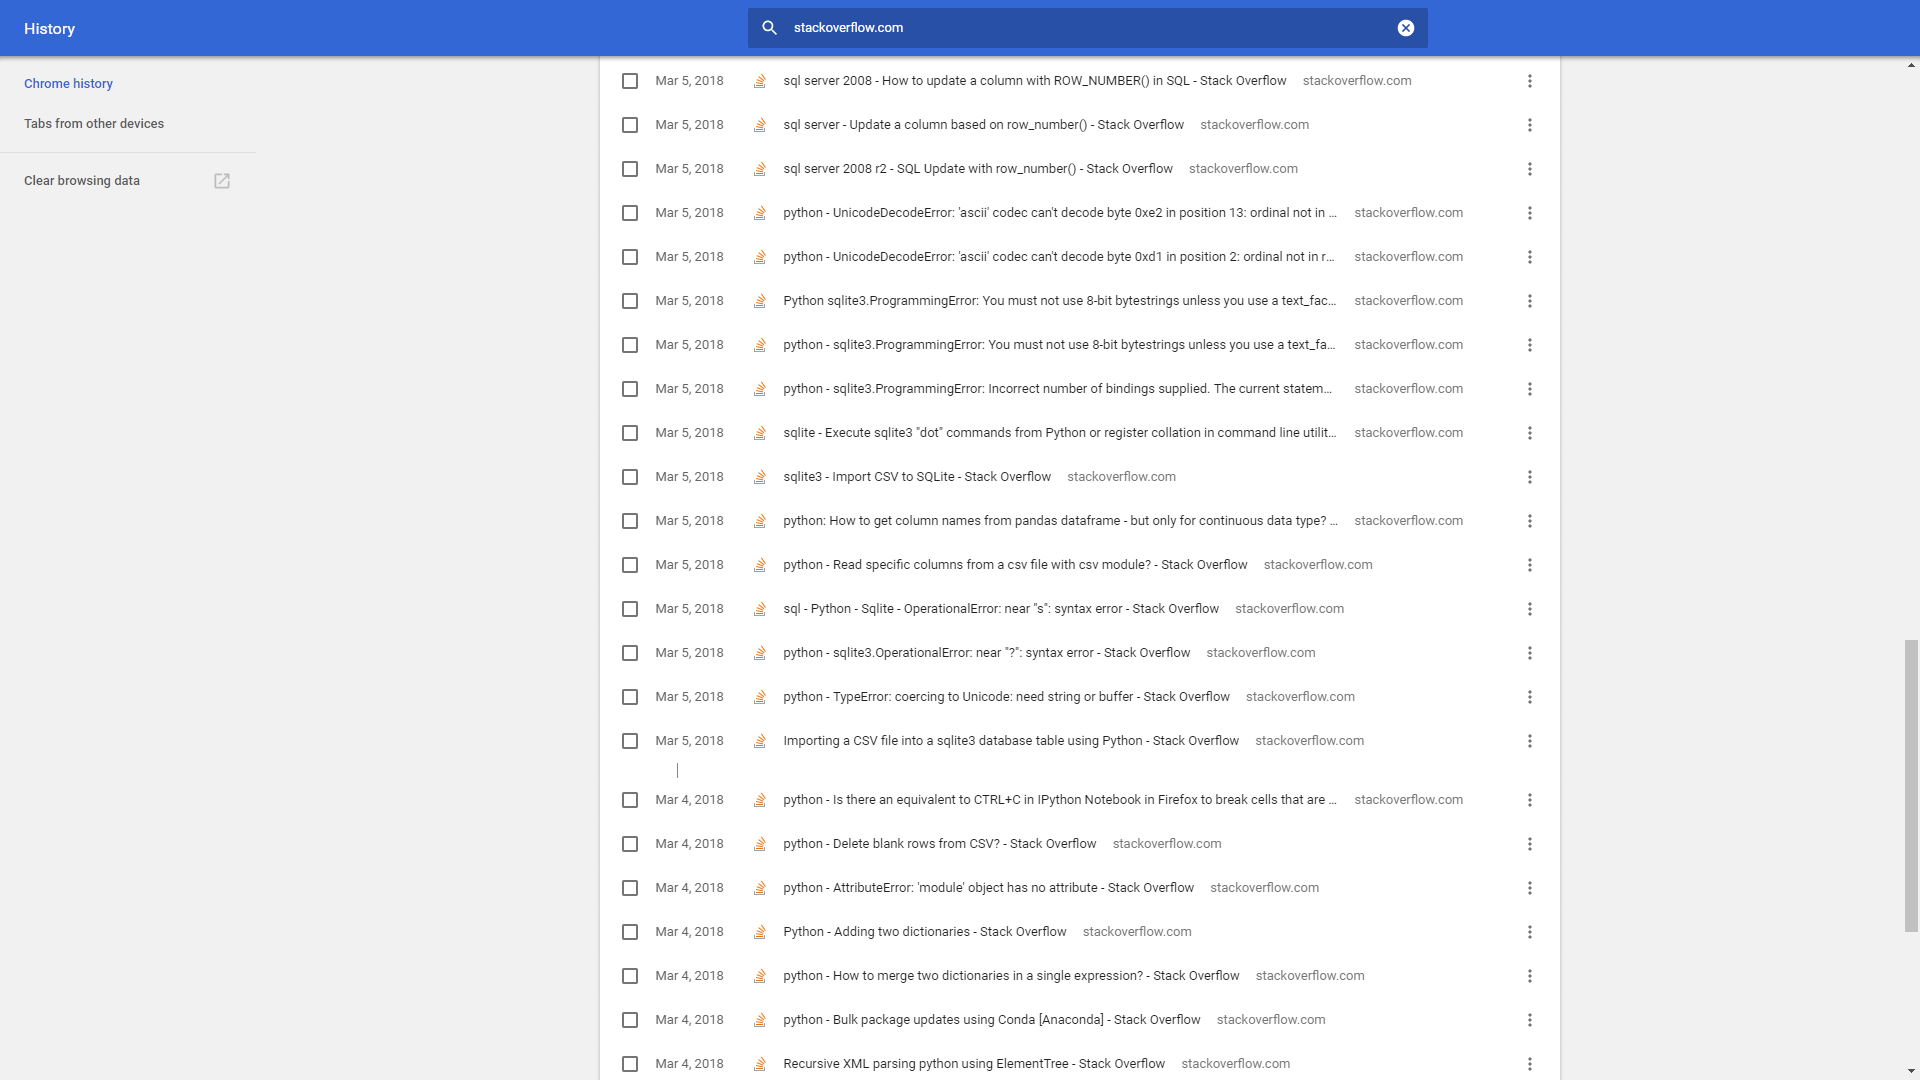 History
stackoverflow.com
Chrome history
Tabs from other devices
Clear browsing data
Mar 5, 2018 sql server 2008 - How to update a column with ROW_NUMBER() in SQL - Stack Overflow stackoverflow.com
Mar 5, 2018 sql server - Update a column based on row_number() - Stack Overflow stackoverflow.com
Mar 5, 2018 sql server 2008 r2 - SQL Update with row_number() - Stack Overflow stackoverflow.com
Mar 5, 2018 python - UnicodeDecodeError: 'ascii' codec can't decode byte 0xe2 in position 13: ordinal not in ... stackoverflow.com
Mar 5, 2018 python - UnicodeDecodeError: 'ascii' codec can't decode byte 0xd1 in position 2: ordinal not in r... stackoverflow.com
Mar 5, 2018 Python sqlite3.ProgrammingError: You must not use 8-bit bytestrings unless you use a text_fac... stackoverflow.com
Mar 5, 2018 python - sqlite3.ProgrammingError: You must not use 8-bit bytestrings unless you use a text_fa... stackoverflow.com
Mar 5, 2018 python - sqlite3.ProgrammingError: Incorrect number of bindings supplied. The current statem... stackoverflow.com
Mar 5, 2018 sqlite - Execute sqlite3 "dot" commands from Python or register collation in command line utilit... stackoverflow.com
Mar 5, 2018 sqlite3 - Import CSV to SQLite - Stack Overflow stackoverflow.com
Mar 5, 2018 python: How to get column names from pandas dataframe - but only for continuous data type? ... stackoverflow.com
Mar 5, 2018 python - Read specific columns from a csv file with csv module? - Stack Overflow stackoverflow.com
Mar 5, 2018 sql - Python - Sqlite - OperationalError: near "s": syntax error - Stack Overflow stackoverflow.com
Mar 5, 2018 python - sqlite3.OperationalError: near "?": syntax error - Stack Overflow stackoverflow.com
Mar 5, 2018 python - TypeError: coercing to Unicode: need string or buffer - Stack Overflow stackoverflow.com
Mar 5, 2018 Importing a CSV file into a sqlite3 database table using Python - Stack Overflow stackoverflow.com
Mar 4, 2018 python - Is there an equivalent to CTRL+C in IPython Notebook in Firefox to break cells that are ... stackoverflow.com
Mar 4, 2018 python - Delete blank rows from CSV? - Stack Overflow stackoverflow.com
Mar 4, 2018 python - AttributeError: 'module' object has no attribute - Stack Overflow stackoverflow.com
Mar 4, 2018 Python - Adding two dictionaries - Stack Overflow stackoverflow.com
Mar 4, 2018 python - How to merge two dictionaries in a single expression? - Stack Overflow stackoverflow.com
Mar 4, 2018 python - Bulk package updates using Conda [Anaconda] - Stack Overflow stackoverflow.com
Mar 4, 2018 Recursive XML parsing python using ElementTree - Stack Overflow stackoverflow.com